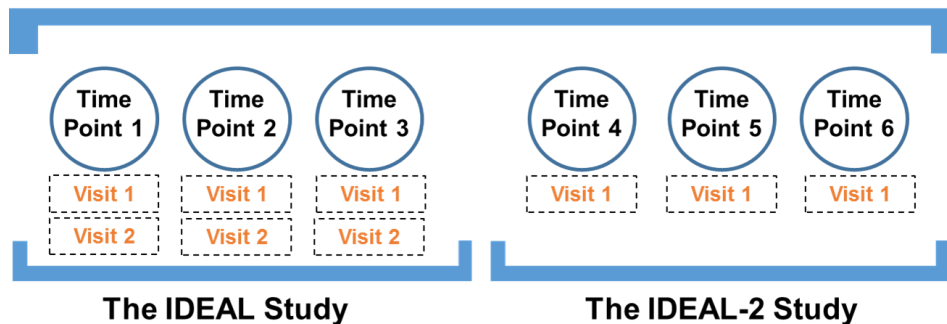 Time
Point 1
Time
Point 2
Time
Point 3
Time
Point 4
Time
Point 5
Time
Point 6
Visit 1
Visit 1
Visit 1
Visit 1
Visit 1
Visit 1
Visit 2
Visit 2
Visit 2
The IDEAL Study
The IDEAL-2 Study